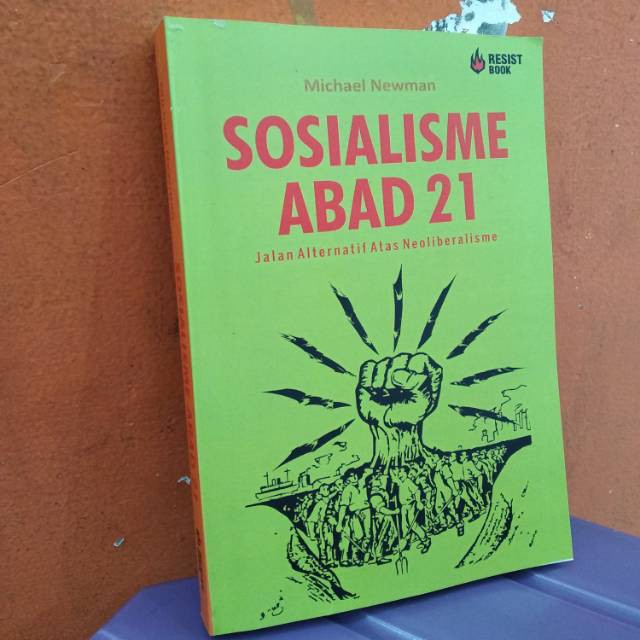 RESIST
BOOK
Michael Newman
SOSIALISME
ABAD 21
Jalan Alternatif Atas Neoliberalisme